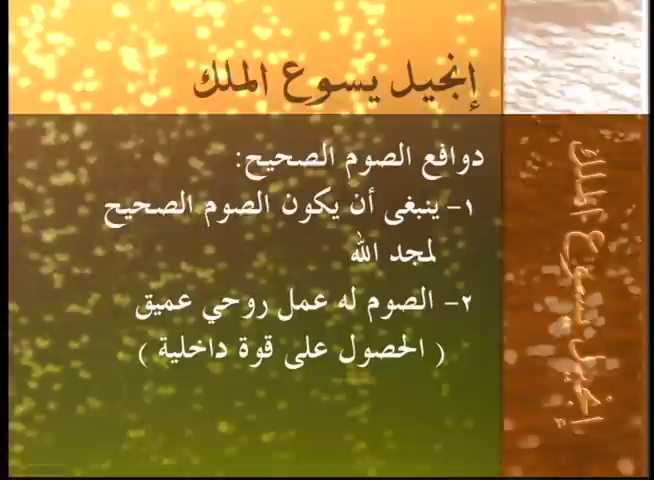 إنجيل يسوع الملك
دوافع الصوم الصحيح:
١- ينبغى أن يكون الصوم الصحيح
لمجد الله
٢- الصوم له عمل روحي عميق
( الحصول على قوة داخلية )
إنجيل يسوع الملك